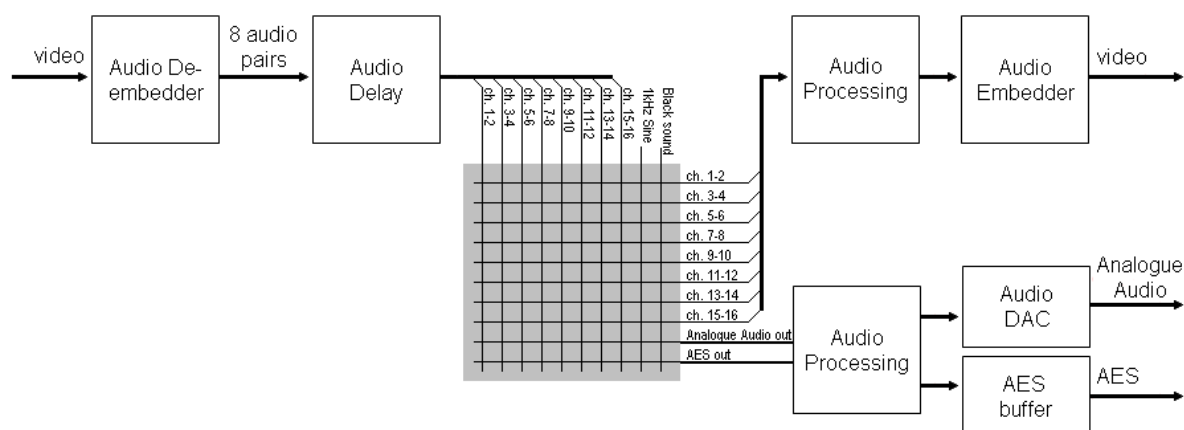 video
Audio De-
embedder
8 audio
pairs
Audio
Delay
ch. 1-2
ch. 3-4
ch. 5-6
ch. 7-8
ch. 9-10
ch. 11-12
ch. 13-14
ch. 15-16
1kHz Sine
Black sound
ch. 1-2
ch. 3-4
ch. 5-6
ch. 7-8
ch. 9-10
ch. 11-12
ch. 13-14
ch. 15-16
Analogue Audio out
AES out
Audio
Processing
Audio
Embedder
video
Audio
Processing
Audio
DAC
Analogue
Audio
AES
buffer
AES